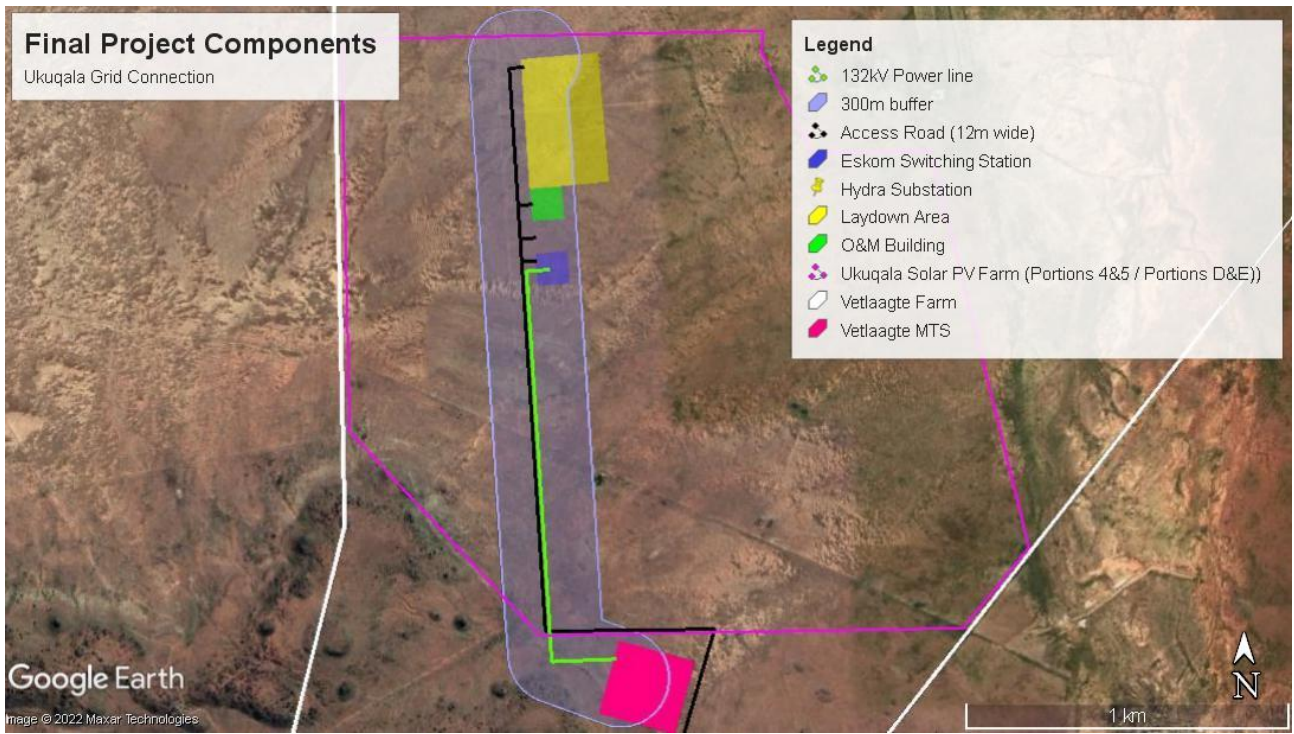 Final Project Components
Ukuqala Grid Connection
Legend
132kV Power line
300m buffer
Access Road (12m wide)
Eskom Switching Station
Hydra Substation
Laydown Area
O&M Building
Ukuqala Solar PV Farm (Portions 4&5 / Portions D&E))
Vetlaagte Farm
Vetlaagte MTS
Google Earth
mage © 2022 Maxar Technologies
N
1 km